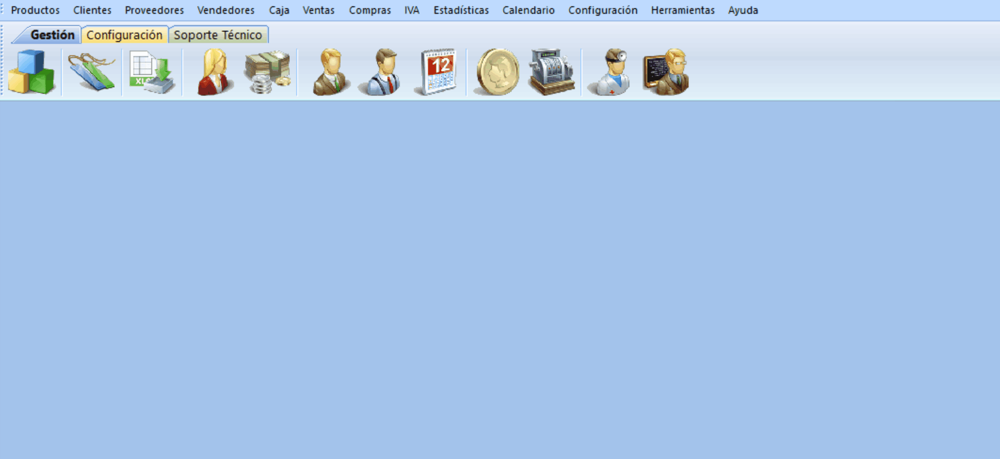 Productos Clientes Proveedores Vendedores Caja Ventas Compras IVA Estadísticas Calendario Configuración Herramientas Ayuda
Gestión Configuración Soporte Técnico
12